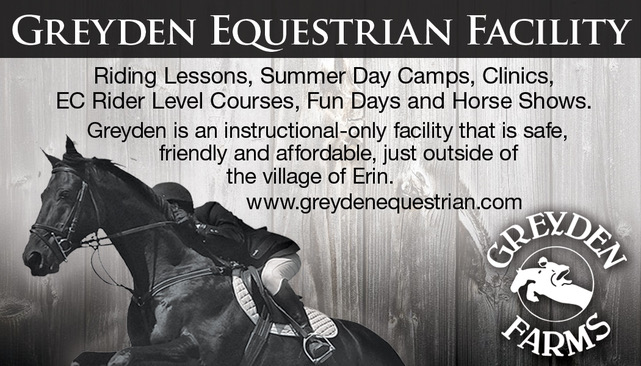 GREYDEN EQUESTRIAN FACILITY
Riding Lessons, Summer Day Camps, Clinics,
EC Rider Level Courses, Fun Days and Horse Shows.
Greyden is an instructional-only facility that is safe,
friendly and affordable, just outside of
the village of Erin.
www.greydenequestrian.com
GREYDEN
FARMS